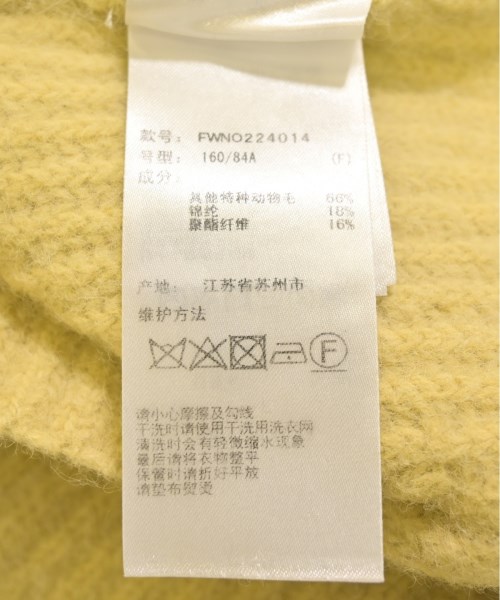 款号: FWNO224014
号型: 160/84A (F)
成分:
其他特种动物毛 66%
锦纶 18%
聚酯纤维 16%
产地: 江苏省苏州市
维护方法
F
请小心摩擦及勾线
干洗时请使用干洗用洗衣网
清洗时会有轻微缩水现象
最后请将衣物整平
保管时请折好平放
请垫布熨烫